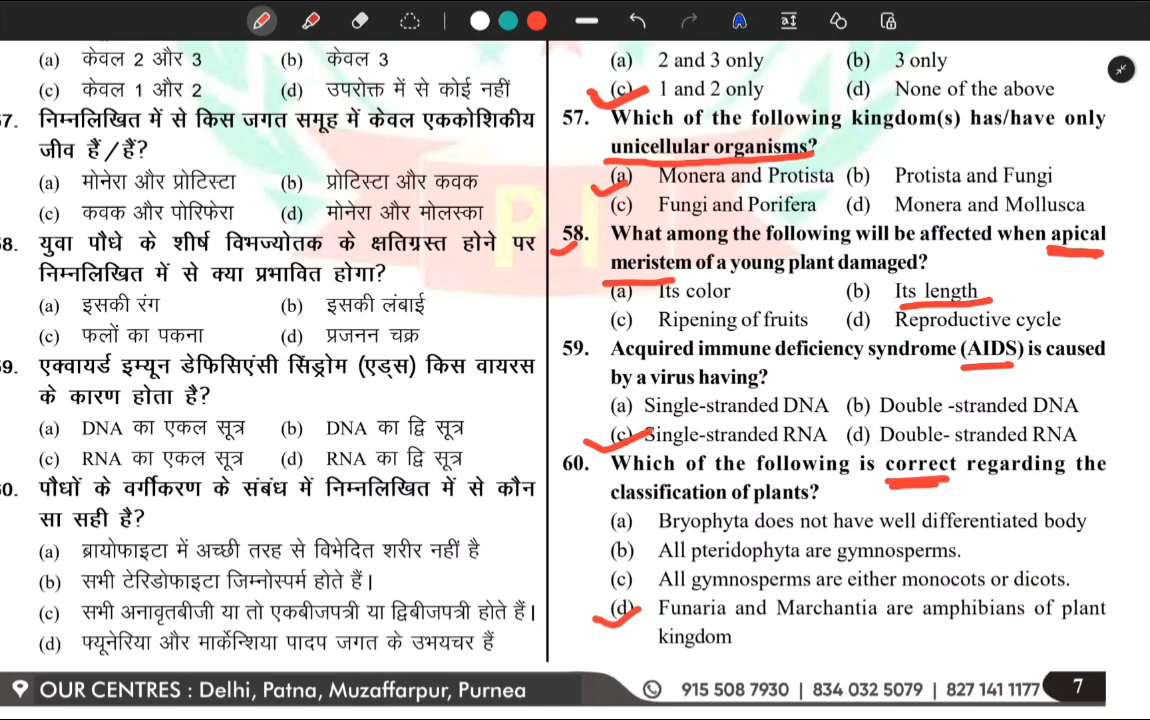 (a) केवल 2 और 3 (b) केवल 3
(c) केवल 1 और 2 (d) उपरोक्त में से कोई नहीं
7. निम्नलिखित में से किस जगत समूह में केवल एककोशिकीय
जीव हैं/हैं?
(a) मोनेरा और प्रोटिस्टा (b) प्रोटिस्टा और कवक
(c) कवक और पोरिफेरा (d) मोनेरा और मोलस्का
8. युवा पौधे के शीर्ष विभज्योतक के क्षतिग्रस्त होने पर
निम्नलिखित में से क्या प्रभावित होगा?
(a) इसकी रंग (b) इसकी लंबाई
(c) फलों का पकना (d) प्रजनन चक्र
9. एक्वायर्ड इम्यून डेफिसिएंसी सिंड्रोम (एड्स) किस वायरस
के कारण होता है?
(a) DNA का एकल सूत्र (b) DNA का द्वि सूत्र
(c) RNA का एकल सूत्र (d) RNA का द्वि सूत्र
0. पौधों के वर्गीकरण के संबंध में निम्नलिखित में से कौन
सा सही है?
(a) ब्रायोफाइटा में अच्छी तरह से विभेदित शरीर नहीं है
(b) सभी टेरिडोफाइटा जिम्नोस्पर्म होते हैं।
(c) सभी अनावृतबीजी या तो एकबीजपत्री या द्विबीजपत्री होते हैं।
(d) फ्यूनेरिया और मार्केन्शिया पादप जगत के उभयचर हैं
(a) 2 and 3 only (b) 3 only
(c) 1 and 2 only (d) None of the above
57. Which of the following kingdom(s) has/have only
unicellular organisms?
(a) Monera and Protista (b) Protista and Fungi
(c) Fungi and Porifera (d) Monera and Mollusca
58. What among the following will be affected when apical
meristem of a young plant damaged?
(a) Its color (b) Its length
(c) Ripening of fruits (d) Reproductive cycle
59. Acquired immune deficiency syndrome (AIDS) is caused
by a virus having?
(a) Single-stranded DNA (b) Double -stranded DNA
(c) Single-stranded RNA (d) Double- stranded RNA
60. Which of the following is correct regarding the
classification of plants?
(a) Bryophyta does not have well differentiated body
(b) All pteridophyta are gymnosperms.
(c) All gymnosperms are either monocots or dicots.
(d) Funaria and Marchantia are amphibians of plant
kingdom
OUR CENTRES : Delhi, Patna, Muzaffarpur, Purnea
915 508 7930 | 834 032 5079 | 827 141 1177 7